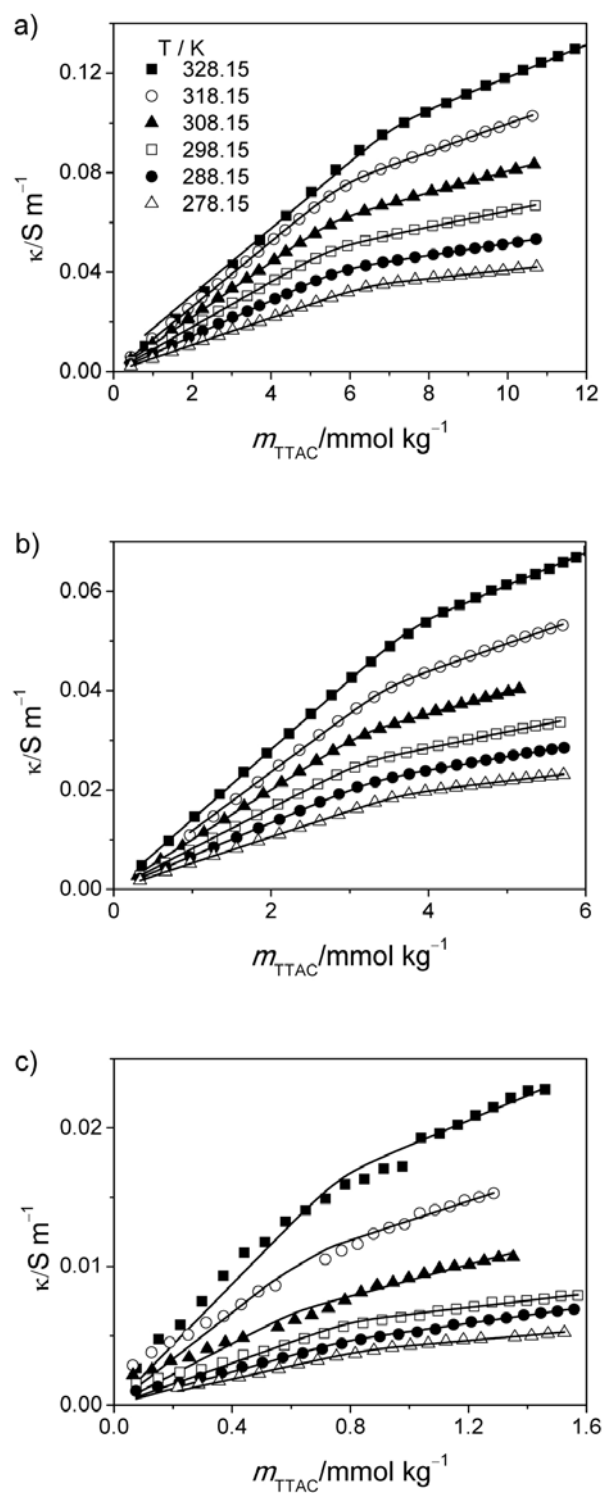 a)
T / K
328.15
318.15
308.15
298.15
288.15
278.15
0.12
0.08
0.04
0.00
κ/S m⁻¹
0 2 4 6 8 10 12
mTTAC/mmol kg⁻¹
b)
0.06
0.04
0.02
0.00
κ/S m⁻¹
0 2 4 6
mTTAC/mmol kg⁻¹
c)
0.02
0.01
0.00
κ/S m⁻¹
0.0 0.4 0.8 1.2 1.6
mTTAC/mmol kg⁻¹